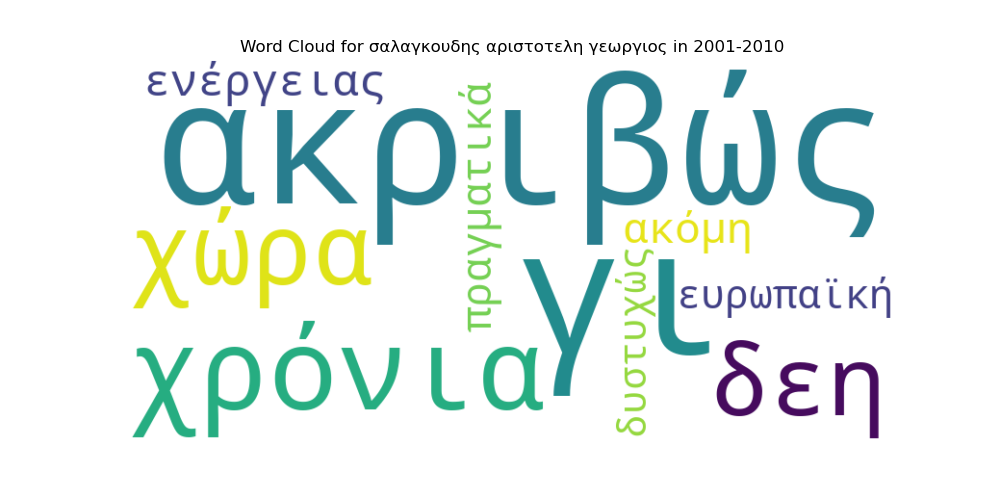 Word Cloud for σαλαγκουδης αριστοτελη γεωργιος in 2001-2010
ενέργειας
ακριβώς
πραγματικά
χώρα
ακόμη
γι
δυστυχώς
ευρωπαϊκή
χρόνια
δεη